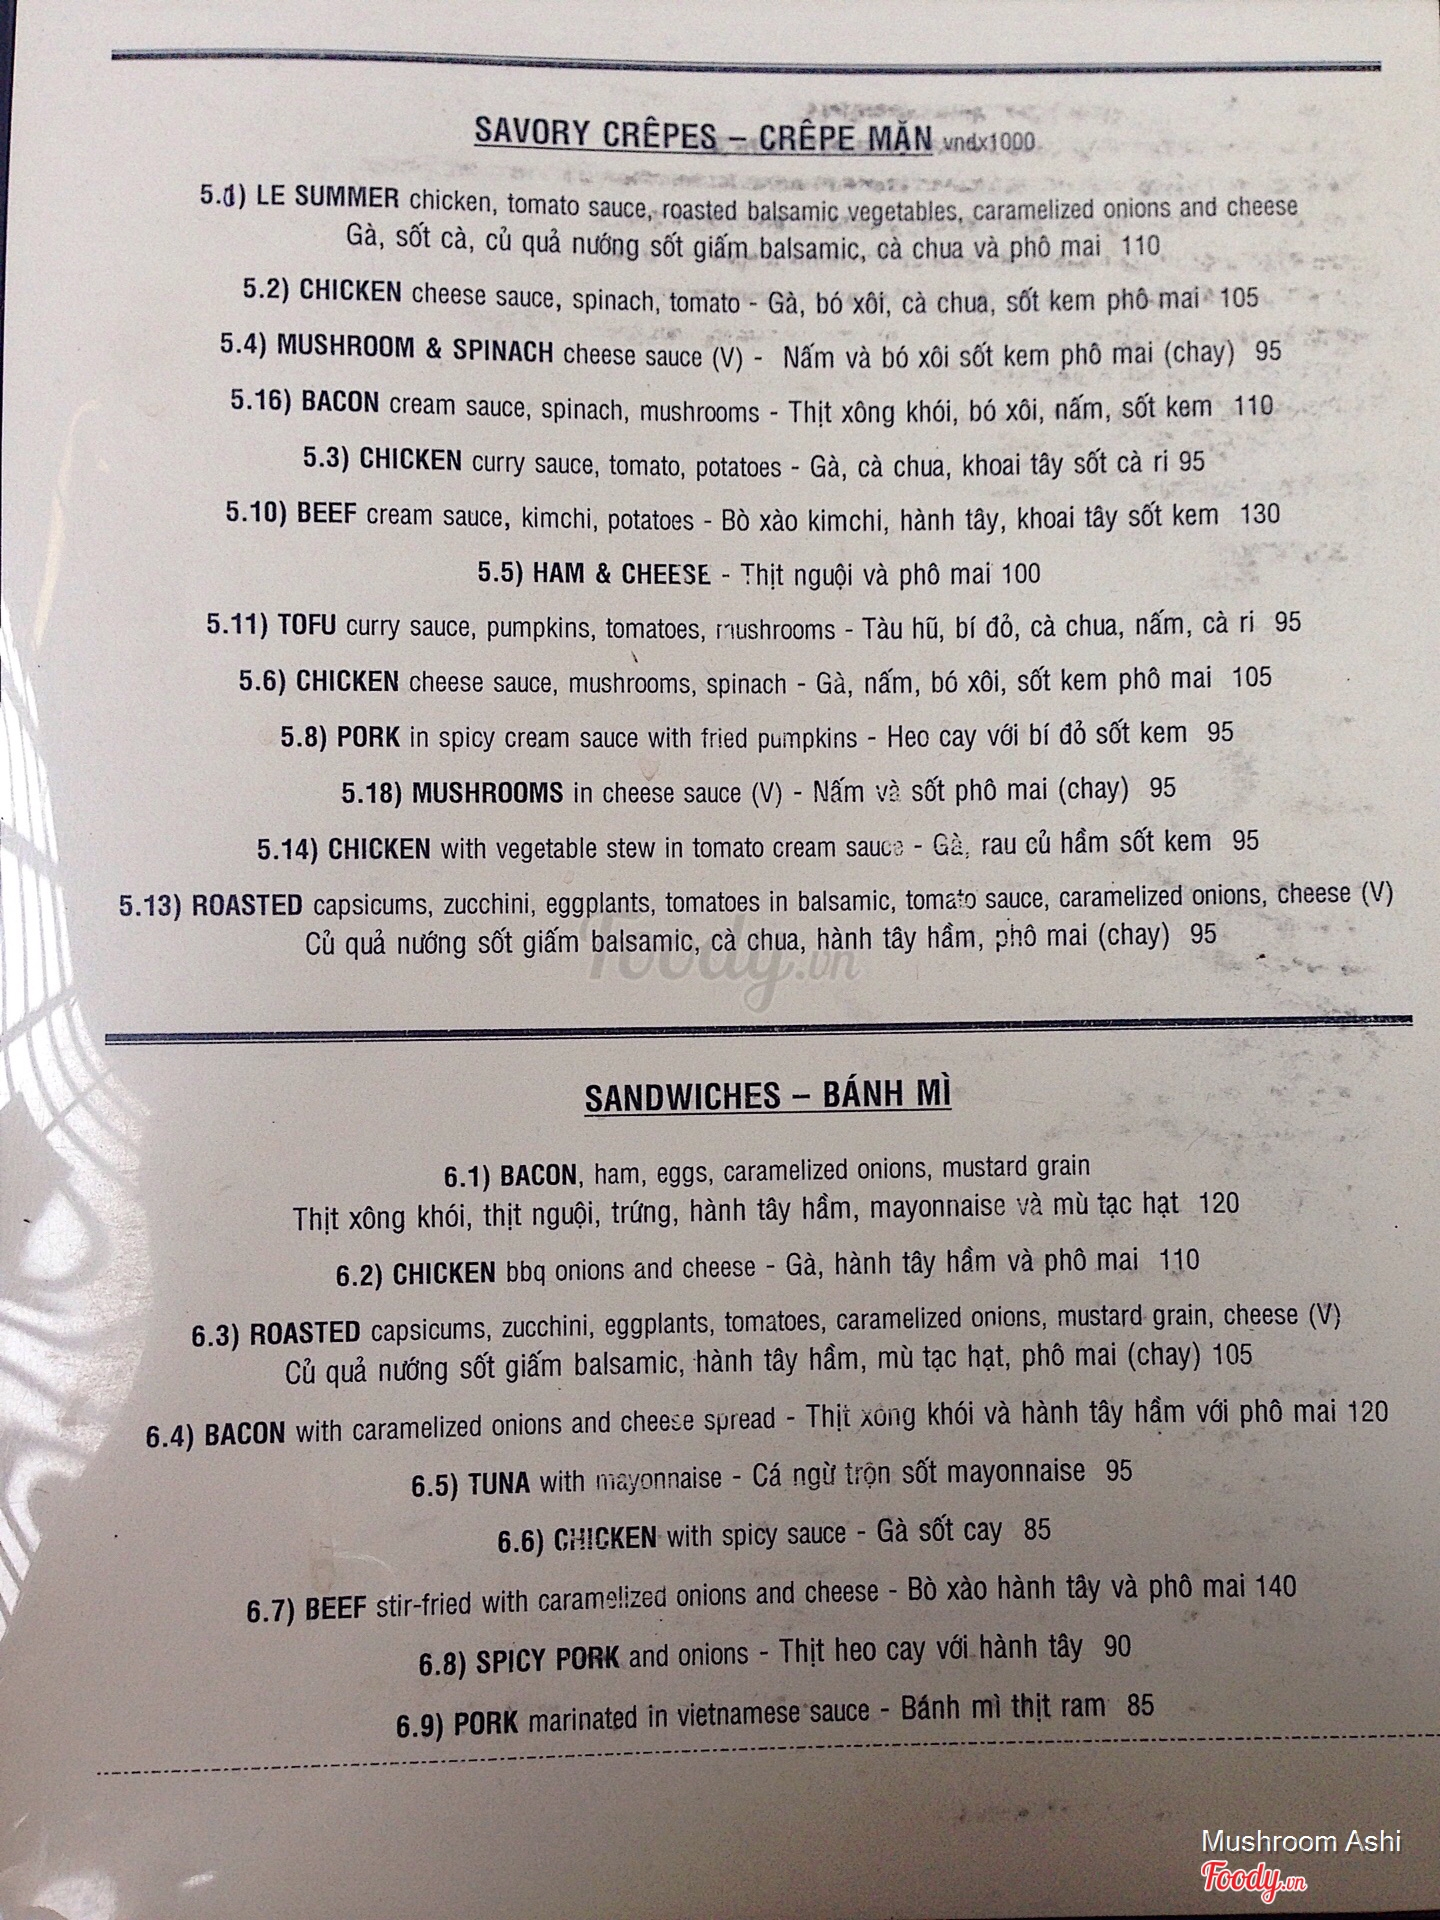 SAVORY CRÊPES – CRÊPE MẶN vndx1000
5.1) LE SUMMER chicken, tomato sauce, roasted balsamic vegetables, caramelized onions and cheese
Gà, sốt cà, củ quả nướng sốt giấm balsamic, cà chua và phô mai 110
5.2) CHICKEN cheese sauce, spinach, tomato - Gà, bó xôi, cà chua, sốt kem phô mai 105
5.4) MUSHROOM & SPINACH cheese sauce (V) - Nấm và bó xôi sốt kem phô mai (chay) 95
5.16) BACON cream sauce, spinach, mushrooms - Thịt xông khói, bó xôi, nấm, sốt kem 110
5.3) CHICKEN curry sauce, tomato, potatoes - Gà, cà chua, khoai tây sốt cà ri 95
5.10) BEEF cream sauce, kimchi, potatoes - Bò xào kimchi, hành tây, khoai tây sốt kem 130
5.5) HAM & CHEESE - Thịt nguội và phô mai 100
5.11) TOFU curry sauce, pumpkins, tomatoes, mushrooms - Tàu hũ, bí đỏ, cà chua, nấm, cà ri 95
5.6) CHICKEN cheese sauce, mushrooms, spinach - Gà, nấm, bó xôi, sốt kem phô mai 105
5.8) PORK in spicy cream sauce with fried pumpkins - Heo cay với bí đỏ sốt kem 95
5.18) MUSHROOMS in cheese sauce (V) - Nấm và sốt phô mai (chay) 95
5.14) CHICKEN with vegetable stew in tomato cream sauce - Gà, rau củ hầm sốt kem 95
5.13) ROASTED capsicums, zucchini, eggplants, tomatoes in balsamic, tomato sauce, caramelized onions, cheese (V)
Củ quả nướng sốt giấm balsamic, cà chua, hành tây hầm, phô mai (chay) 95
Foody.vn
SANDWICHES – BÁNH MÌ
6.1) BACON, ham, eggs, caramelized onions, mustard grain
Thịt xông khói, thịt nguội, trứng, hành tây hầm, mayonnaise và mù tạc hạt 120
6.2) CHICKEN bbq onions and cheese - Gà, hành tây hầm và phô mai 110
6.3) ROASTED capsicums, zucchini, eggplants, tomatoes, caramelized onions, mustard grain, cheese (V)
Củ quả nướng sốt giấm balsamic, hành tây hầm, mù tạc hạt, phô mai (chay) 105
6.4) BACON with caramelized onions and cheese spread - Thịt xông khói và hành tây hầm với phô mai 120
6.5) TUNA with mayonnaise - Cá ngừ trộn sốt mayonnaise 95
6.6) CHICKEN with spicy sauce - Gà sốt cay 85
6.7) BEEF stir-fried with caramelized onions and cheese - Bò xào hành tây và phô mai 140
6.8) SPICY PORK and onions - Thịt heo cay với hành tây 90
6.9) PORK marinated in vietnamese sauce - Bánh mì thịt ram 85
Mushroom Ashi
Foody.vn